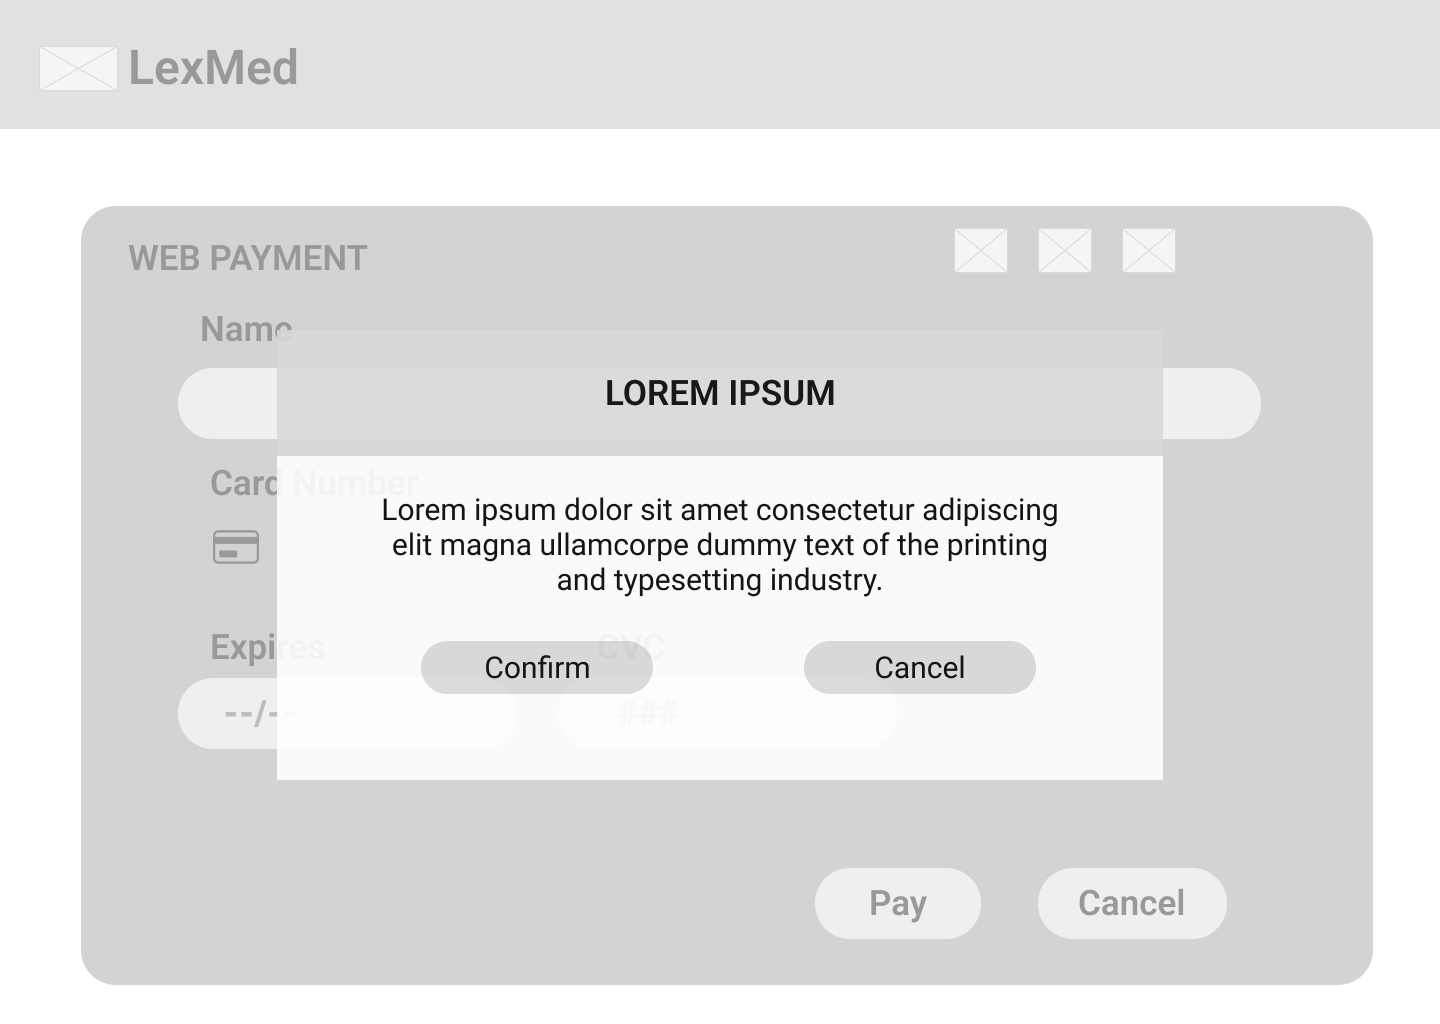 LexMed
WEB PAYMENT
Name
LOREM IPSUM
Card Number
Lorem ipsum dolor sit amet consectetur adipiscing
elit magna ullamcorpe dummy text of the printing
and typesetting industry.
Expires CVC
Confirm Cancel
--/-- ###
Pay Cancel